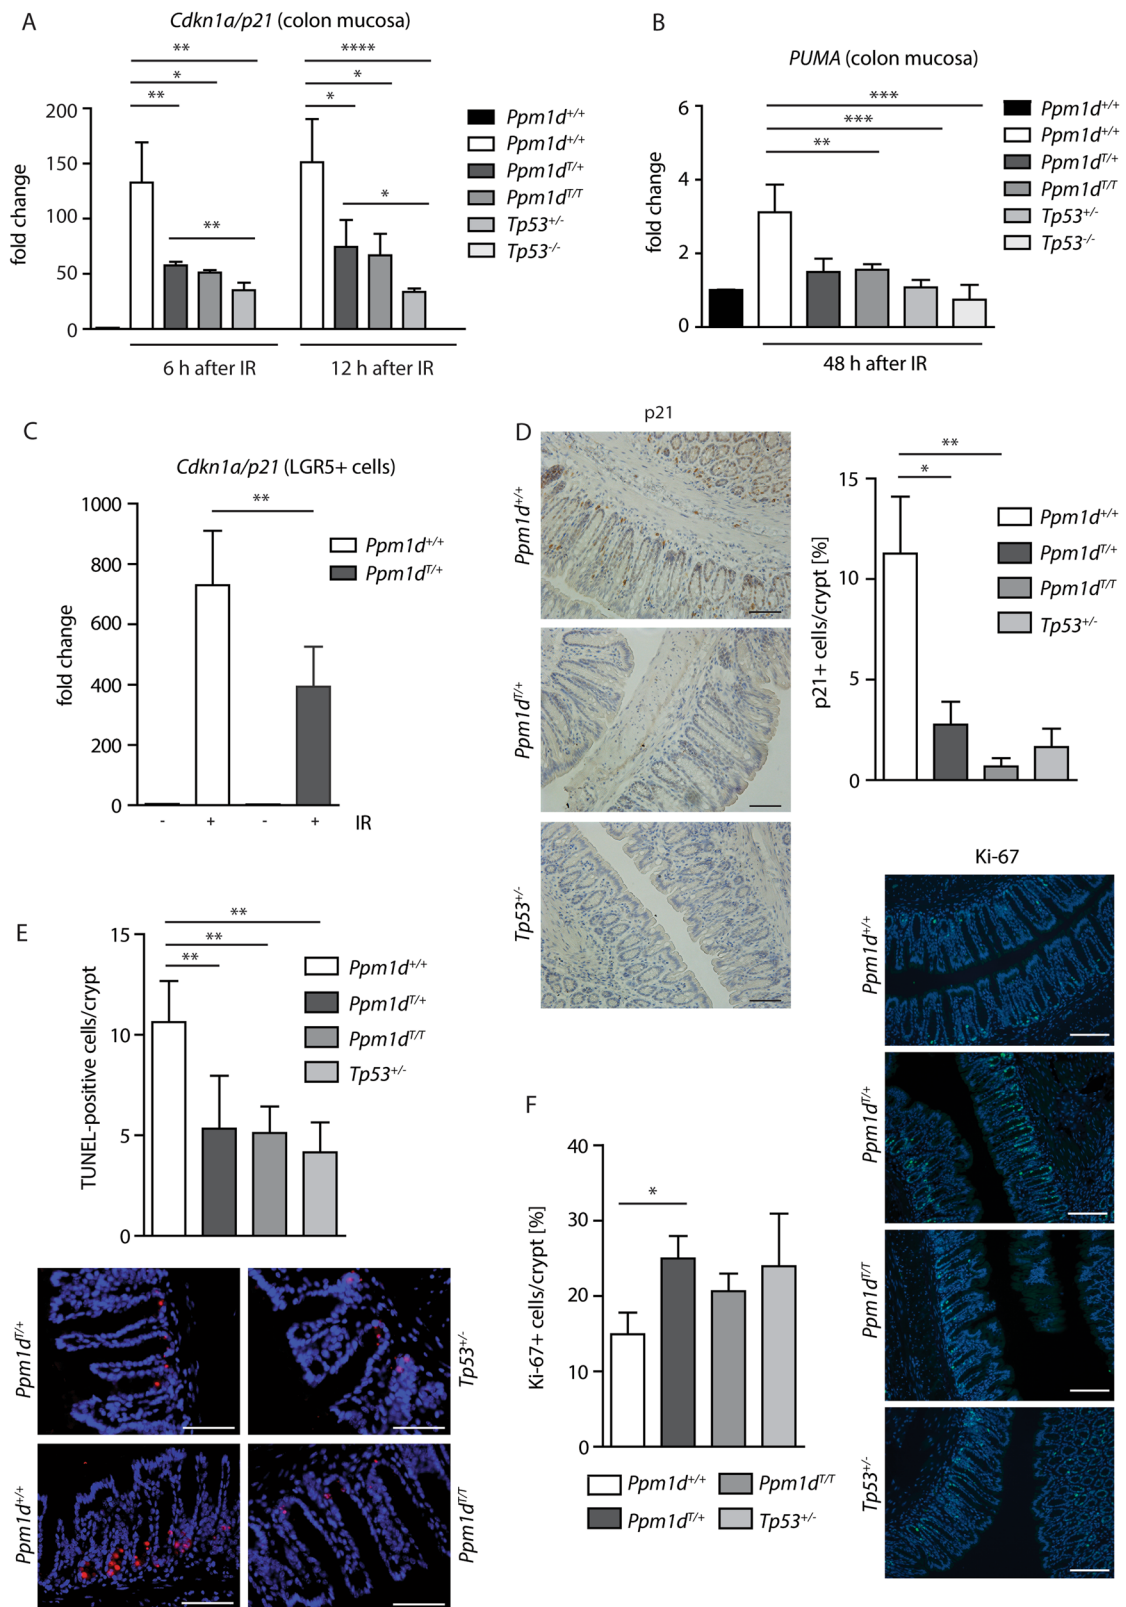 A
Cdkn1a/p21 (colon mucosa)
**
*
**
**
****
*
*
*
fold change
200
150
100
50
0
6 h after IR
12 h after IR
Ppm1d+/+
Ppm1d+/+
Ppm1dT/+
Ppm1dT/T
Tp53+/-
Tp53-/-
B
PUMA (colon mucosa)
***
***
**
fold change
6
4
2
0
48 h after IR
Ppm1d+/+
Ppm1d+/+
Ppm1dT/+
Ppm1dT/T
Tp53+/-
Tp53-/-
C
Cdkn1a/p21 (LGR5+ cells)
**
fold change
1000
800
600
400
200
0
- + - + IR
Ppm1d+/+
Ppm1dT/+
D
p21
Ppm1d+/+
Ppm1dT/+
Tp53+/-
**
*
p21+ cells/crypt [%]
15
10
5
0
Ppm1d+/+
Ppm1dT/+
Ppm1dT/T
Tp53+/-
E
**
**
**
TUNEL-positive cells/crypt
15
10
5
0
Ppm1d+/+
Ppm1dT/+
Ppm1dT/T
Tp53+/-
Ppm1dT/+
Tp53+/-
Ppm1d+/+
Ppm1dT/T
F
*
Ki-67+ cells/crypt [%]
40
30
20
10
0
Ppm1d+/+
Ppm1dT/T
Ppm1dT/+
Tp53+/-
Ki-67
Ppm1d+/+
Ppm1dT/+
Ppm1dT/T
Tp53+/-